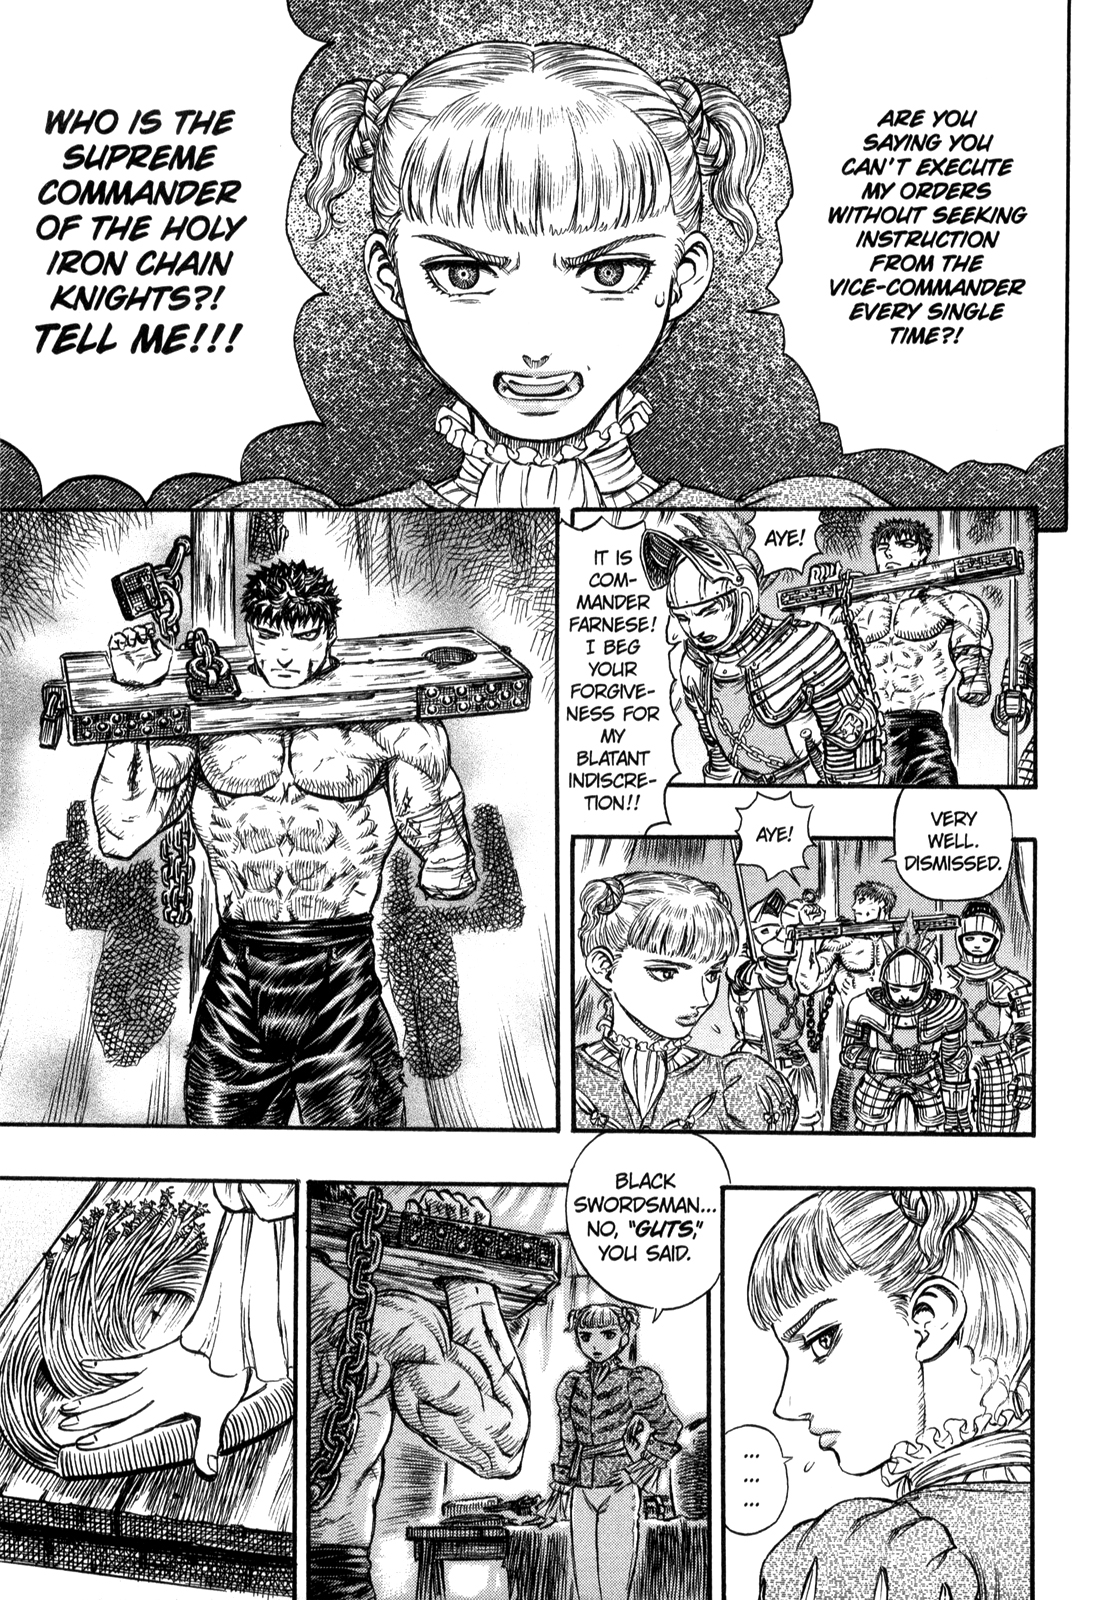 ARE YOU
SAYING YOU
CAN'T EXECUTE
MY ORDERS
WITHOUT SEEKING
INSTRUCTION
FROM THE
VICE-COMMANDER
EVERY SINGLE
TIME?!
WHO IS THE
SUPREME
COMMANDER
OF THE HOLY
IRON CHAIN
KNIGHTS?!
TELL ME!!!
AYE!
IT IS
COM-
MANDER
FARNESE!
I BEG
YOUR
FORGIVE-
NESS FOR
MY
BLATANT
INDISCRE-
TION!!
VERY
WELL.
DISMISSED.
AYE!
...
...
...
BLACK
SWORDSMAN...
NO, "GUTS,"
YOU SAID.